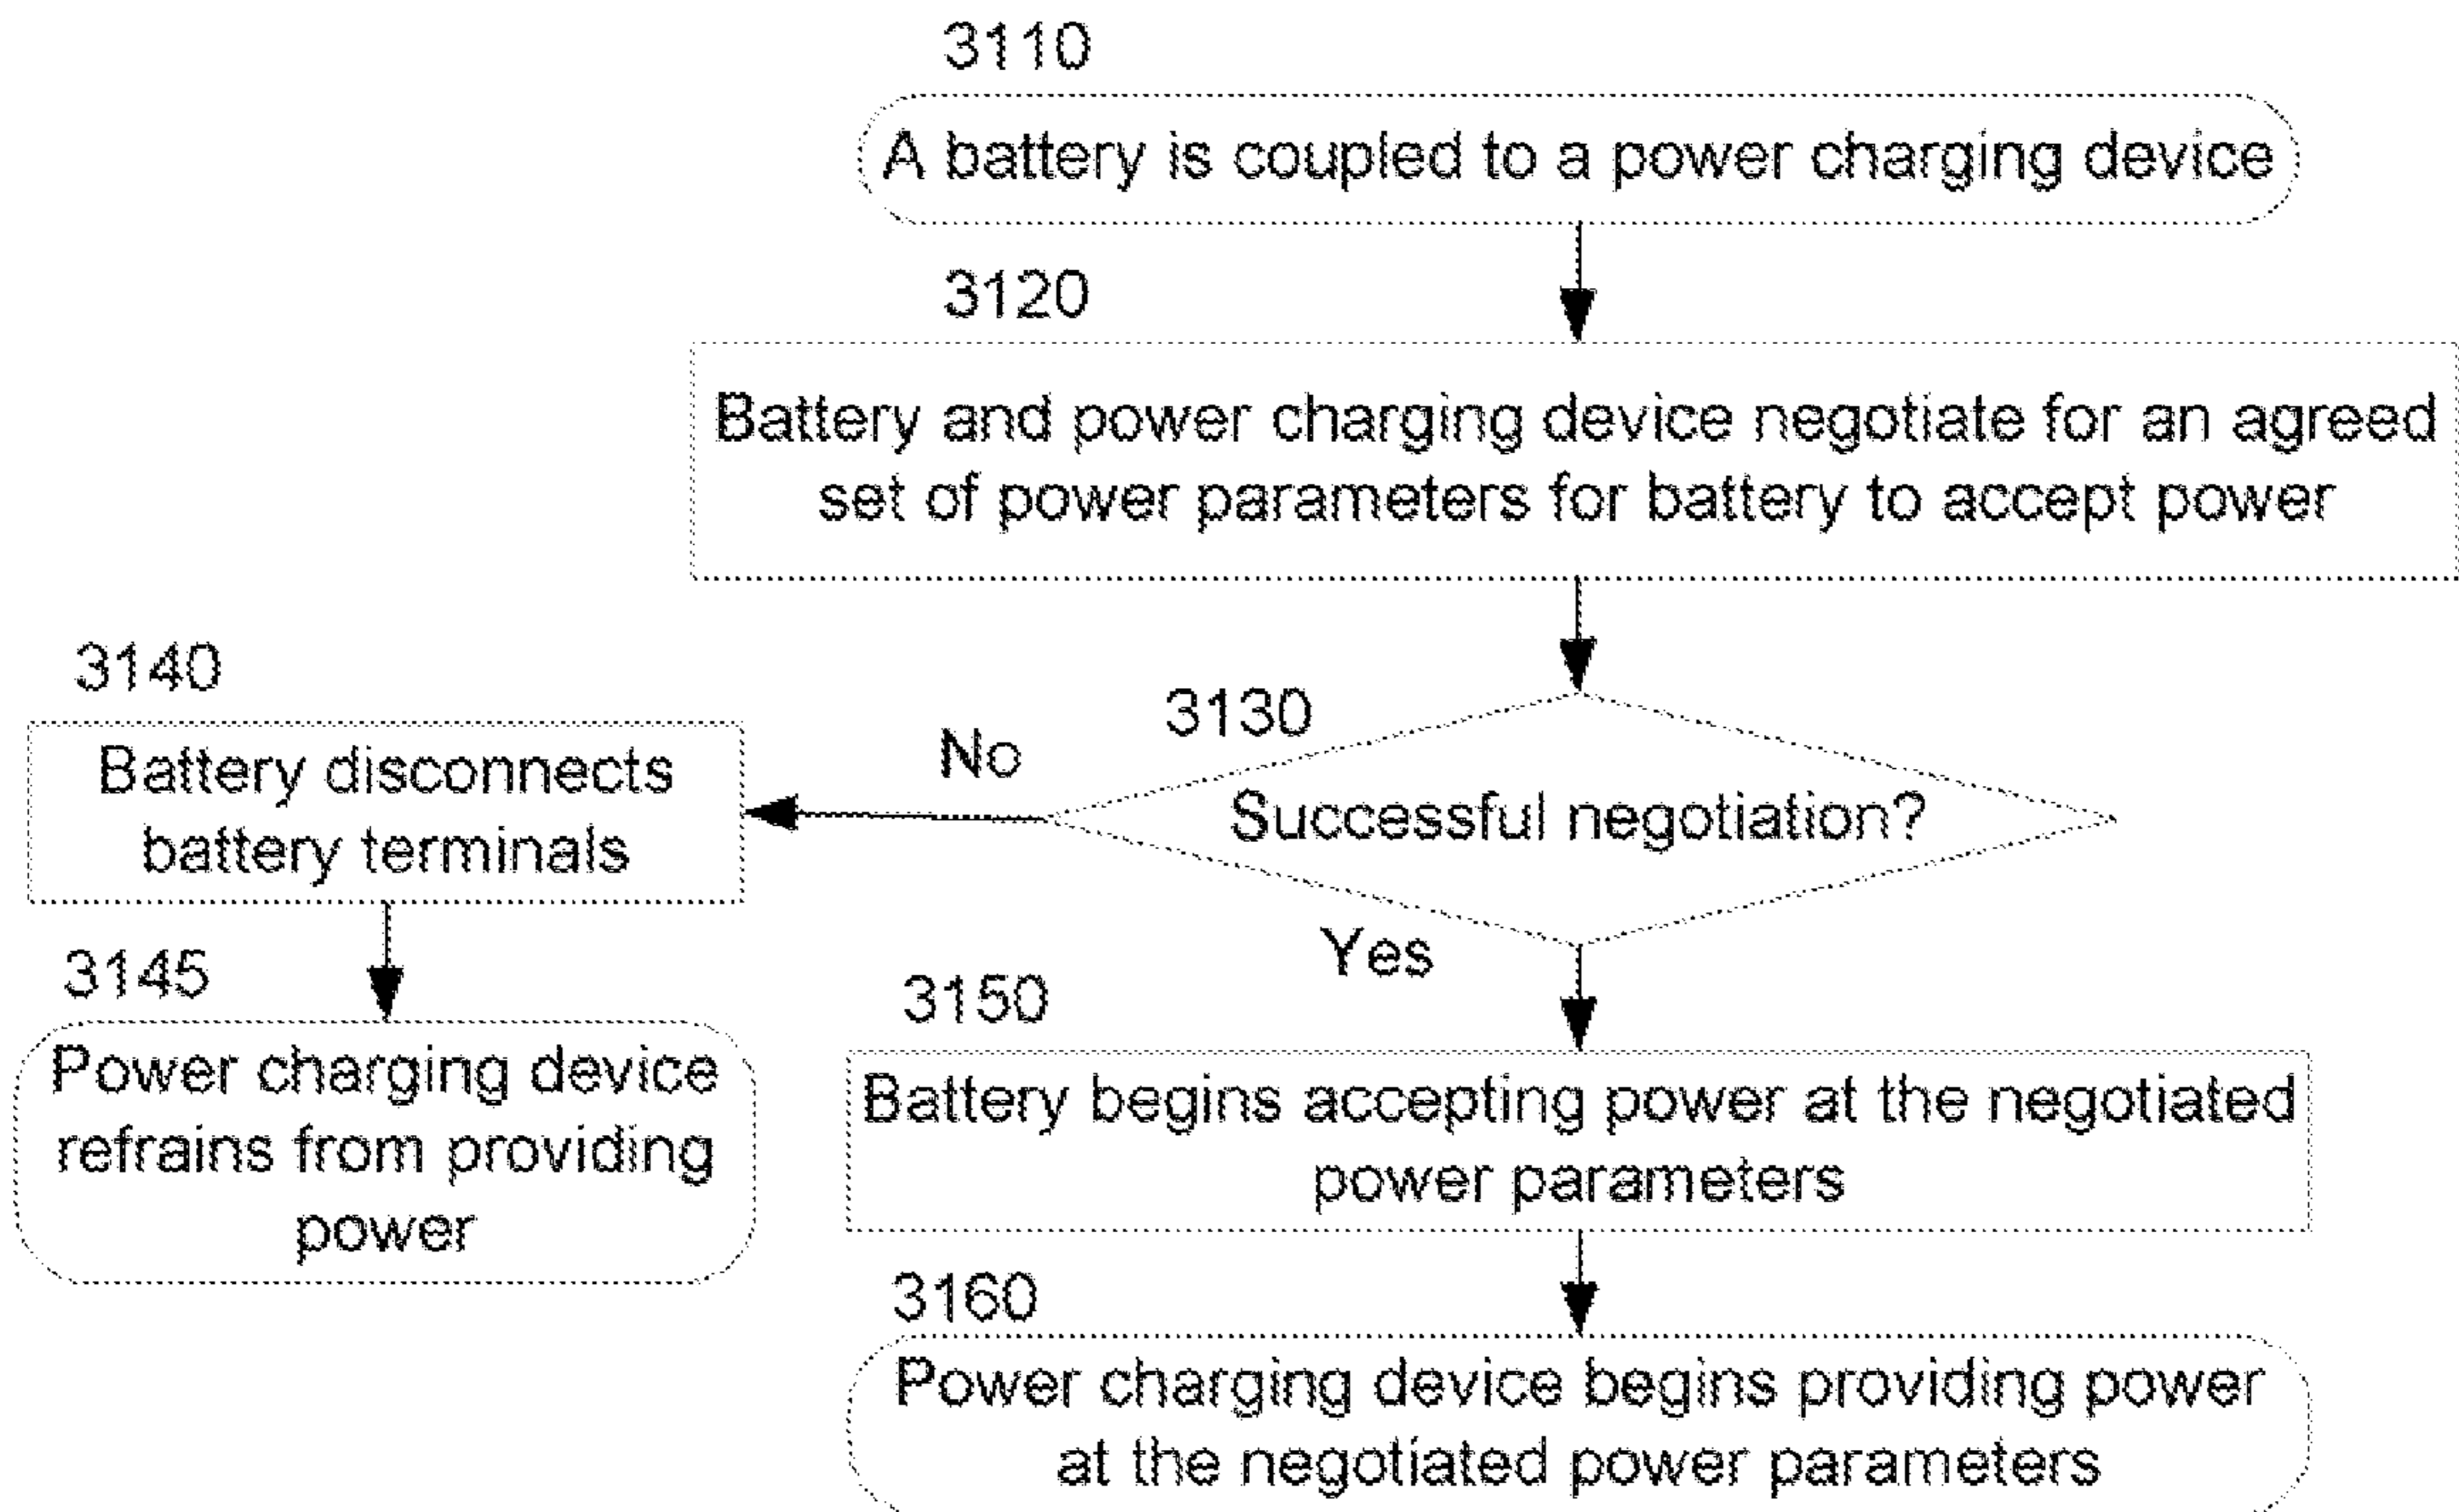 3110
A battery is coupled to a power charging device
3120
Battery and power charging device negotiate for an agreed
set of power parameters for battery to accept power
3130
Successful negotiation?
No
3140
Battery disconnects
battery terminals
3145
Power charging device
refrains from providing
power
Yes
3150
Battery begins accepting power at the negotiated
power parameters
3160
Power charging device begins providing power
at the negotiated power parameters